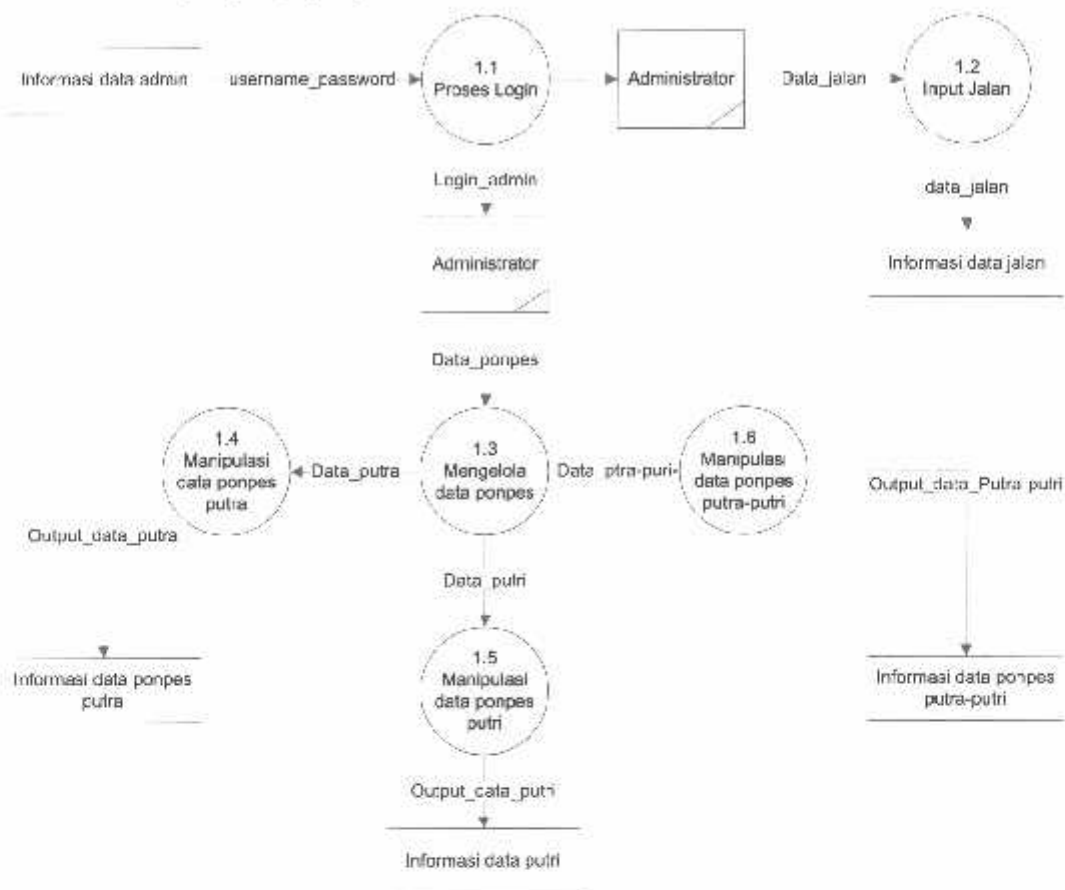 Informasi data admin
username_password
1.1
Proses Login
Administrator
Data_jalan
1.2
Input Jalan
Login_admin
data_jalan
Administrator
Informasi data jalan
Data_ponpes
1.4
Manipulasi
data ponpes
putra
Data_putra
1.3
Mengelola
data ponpes
Data_ptra-puri-
1.6
Manipulasi
data ponpes
putra-putri
Output_data_Putra-putri
Output_data_putra
Data_putri
Informasi data ponpes
putra
1.5
Manipulasi
data ponpes
putri
Informasi data ponpes
putra-putri
Output_data_putri
Informasi data putri